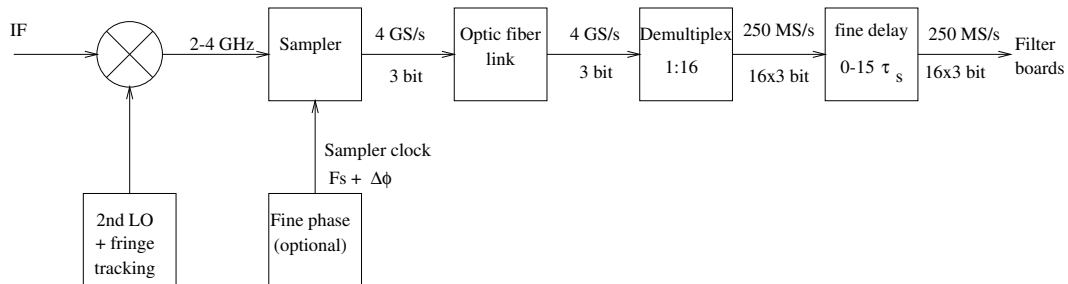 IF
2-4 GHz
Sampler
4 GS/s
3 bit
Optic fiber
link
4 GS/s
3 bit
Demultiplex
1:16
250 MS/s
16x3 bit
fine delay
0-15 τ s
250 MS/s
16x3 bit
Filter
boards
Sampler clock
Fs + Δϕ
2nd LO
+ fringe
tracking
Fine phase
(optional)